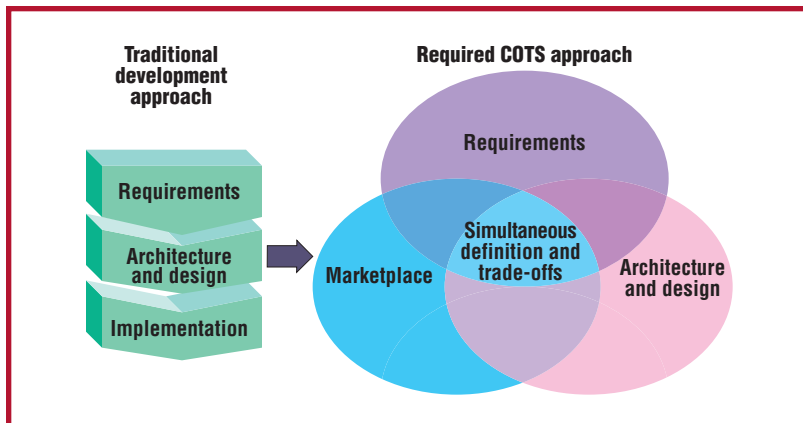 Traditional
development
approach
Requirements
Architecture
and design
Implementation
Required COTS approach
Requirements
Marketplace
Simultaneous
definition and
trade-offs
Architecture
and design